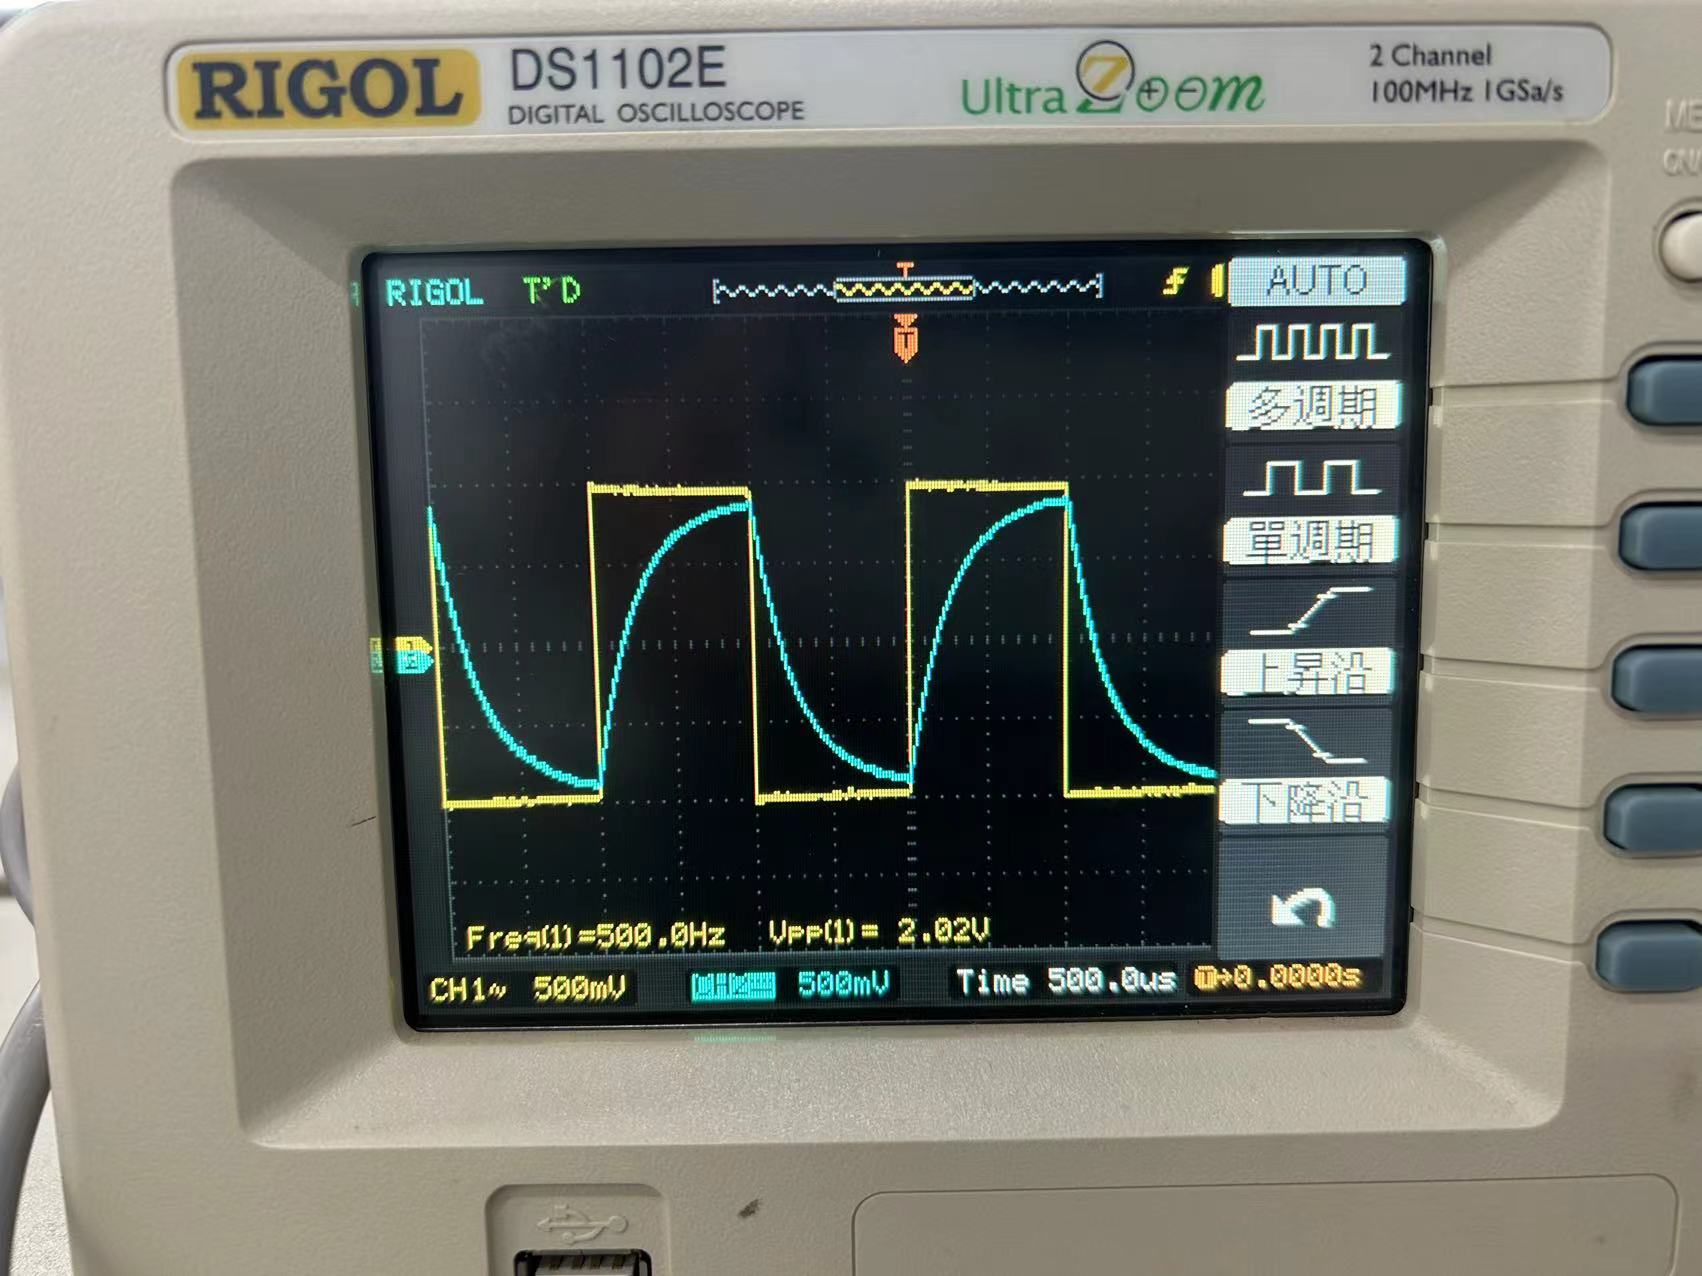 RIGOL DS1102E
DIGITAL OSCILLOSCOPE
UltraZoom
2 Channel
100MHz 1GSa/s
RIGOL T'D
T
T
AUTO
多調期
單調期
上昇沿
下降沿
Freq(1)=500.0Hz Vpp(1)= 2.02V
CH1~ 500mV CH2 500mV Time 500.0us T→0.0000s